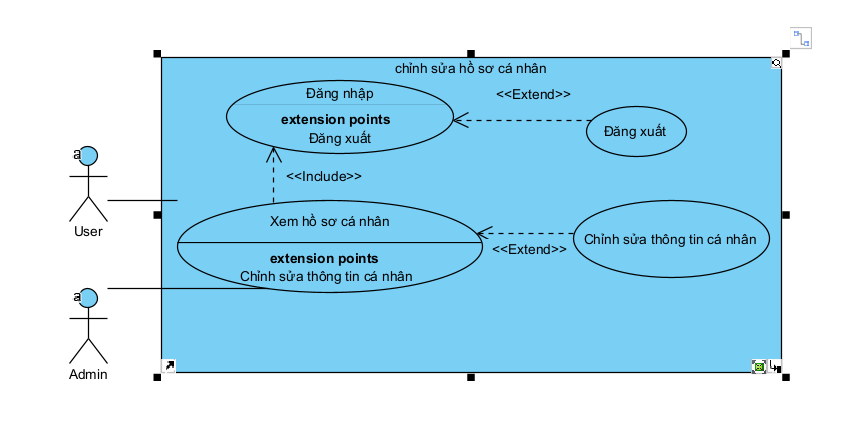 chỉnh sửa hồ sơ cá nhân
Đăng nhập
extension points
Đăng xuất
<<Extend>>
Đăng xuất
<<Include>>
a
User
Xem hồ sơ cá nhân
extension points
Chỉnh sửa thông tin cá nhân
<<Extend>>
Chỉnh sửa thông tin cá nhân
a
Admin